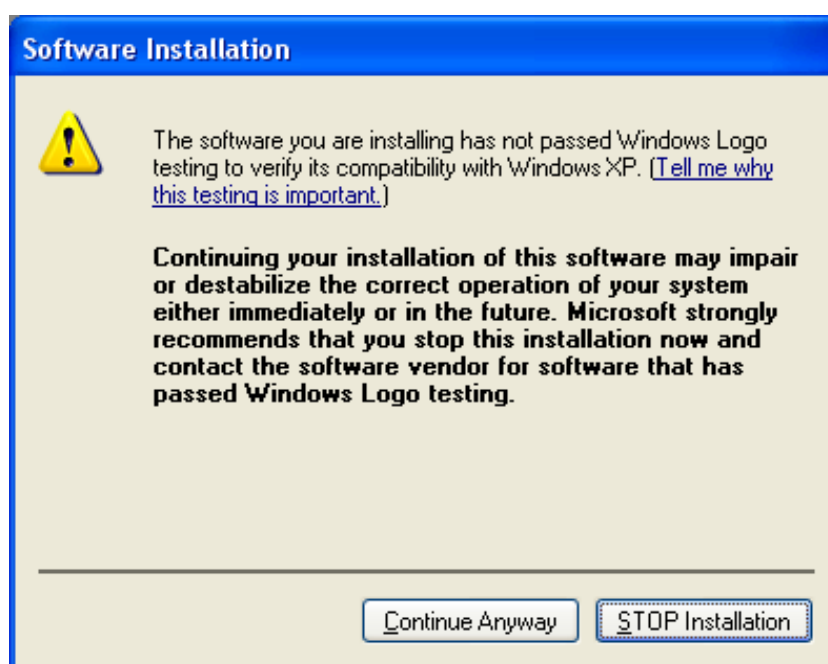 Software Installation
The software you are installing has not passed Windows Logo
testing to verify its compatibility with Windows XP. (Tell me why
this testing is important.)
Continuing your installation of this software may impair
or destabilize the correct operation of your system
either immediately or in the future. Microsoft strongly
recommends that you stop this installation now and
contact the software vendor for software that has
passed Windows Logo testing.
Continue Anyway
STOP Installation